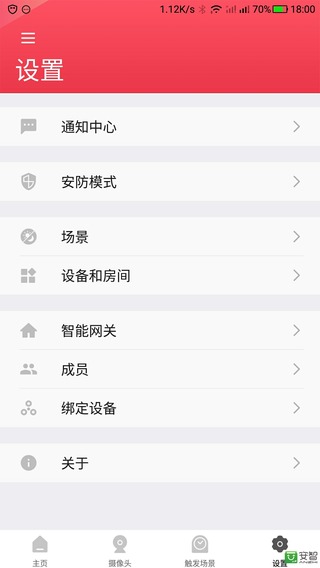 1.12K/s 70% 18:00
设置
通知中心
安防模式
场景
设备和房间
智能网关
成员
绑定设备
关于
主页 摄像头 触发场景 设置
安智